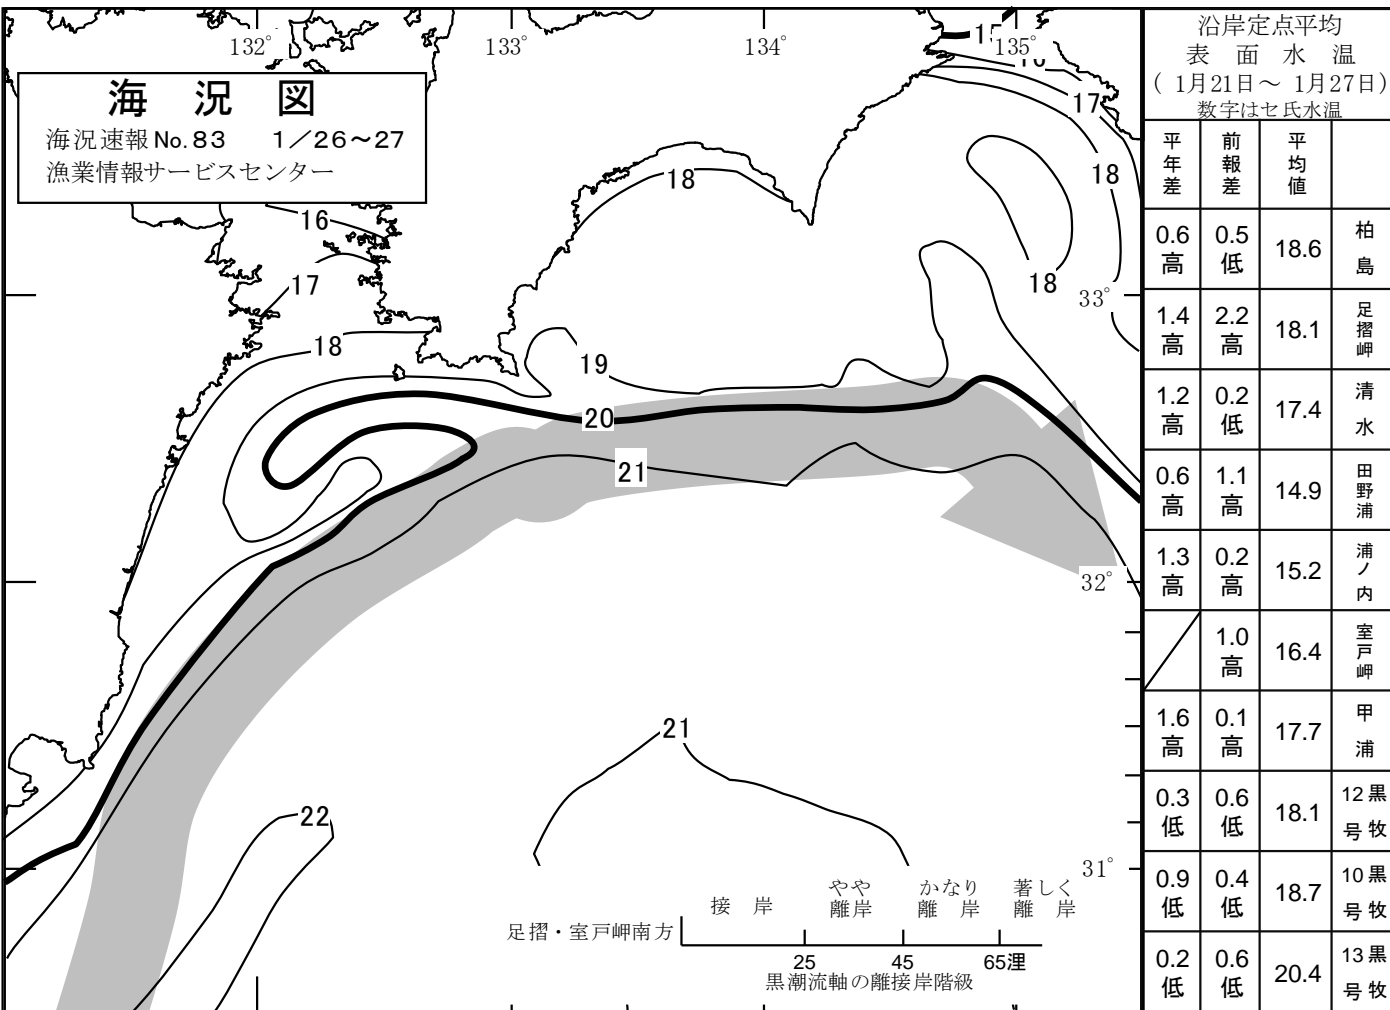 海 況 図
海況速報No.83 1/26~27
漁業情報サービスセンター
132°
133°
134°
135°
15
16
17
18
18
18
16
17
18
19
20
21
21
22
33°
32°
31°
接 岸
やや
離岸
かなり
離 岸
著しく
離 岸
足摺・室戸岬南方
25 45 65浬
黒潮流軸の離接岸階級
沿岸定点平均
表 面 水 温
( 1月21日~ 1月27日)
数字はセ氏水温
平年差 前報差 平均値
0.6高 0.5低 18.6 柏島
1.4高 2.2高 18.1 足摺岬
1.2高 0.2低 17.4 清水
0.6高 1.1高 14.9 田野浦
1.3高 0.2高 15.2 浦ノ内
1.0高 16.4 室戸岬
1.6高 0.1高 17.7 甲浦
0.3低 0.6低 18.1 黒牧12号
0.9低 0.4低 18.7 黒牧10号
0.2低 0.6低 20.4 黒牧13号